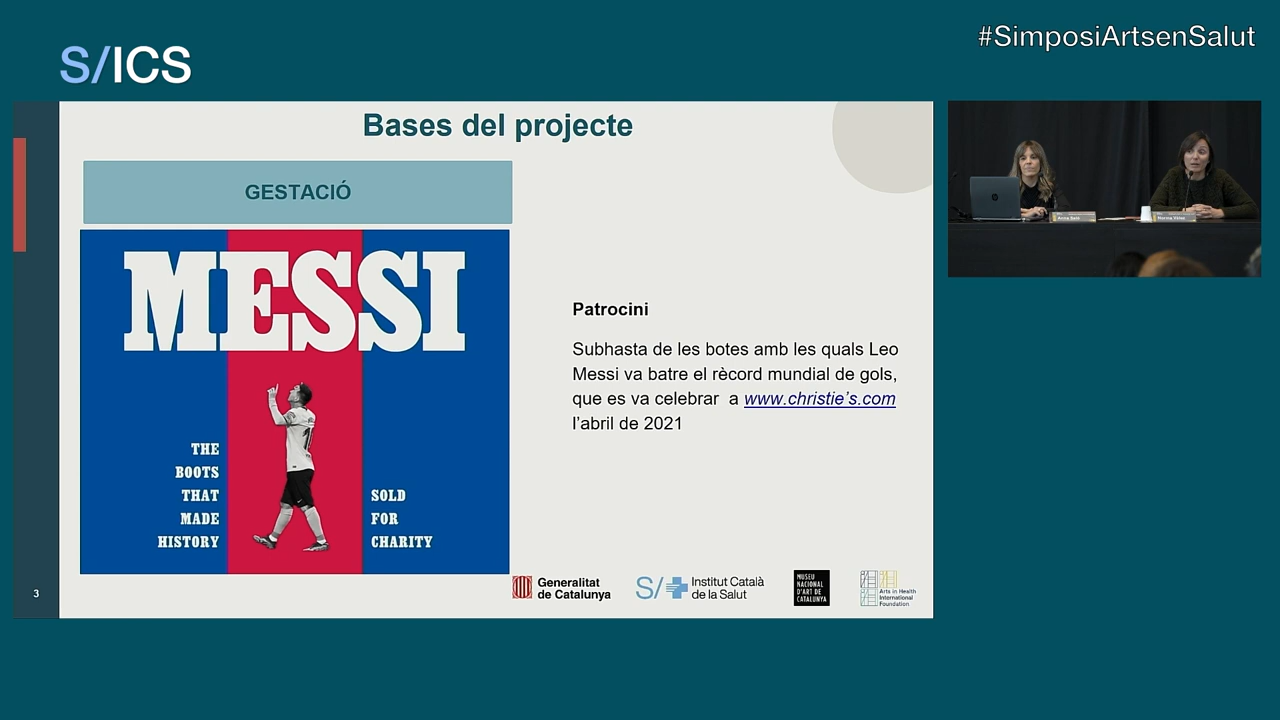 #SimposiArtsenSalut
S/ICS
Bases del projecte
GESTACIÓ
MESSI
THE
BOOTS
THAT
MADE
HISTORY
SOLD
FOR
CHARITY
Patrocini
Subhasta de les botes amb les quals Leo
Messi va batre el rècord mundial de gols,
que es va celebrar a www.christie's.com
l'abril de 2021
3
Generalitat
de Catalunya
S/
Institut Català
de la Salut
MUSEU
NACIONAL
D'ART DE
CATALUNYA
Arts in Health
International
Foundation
hp